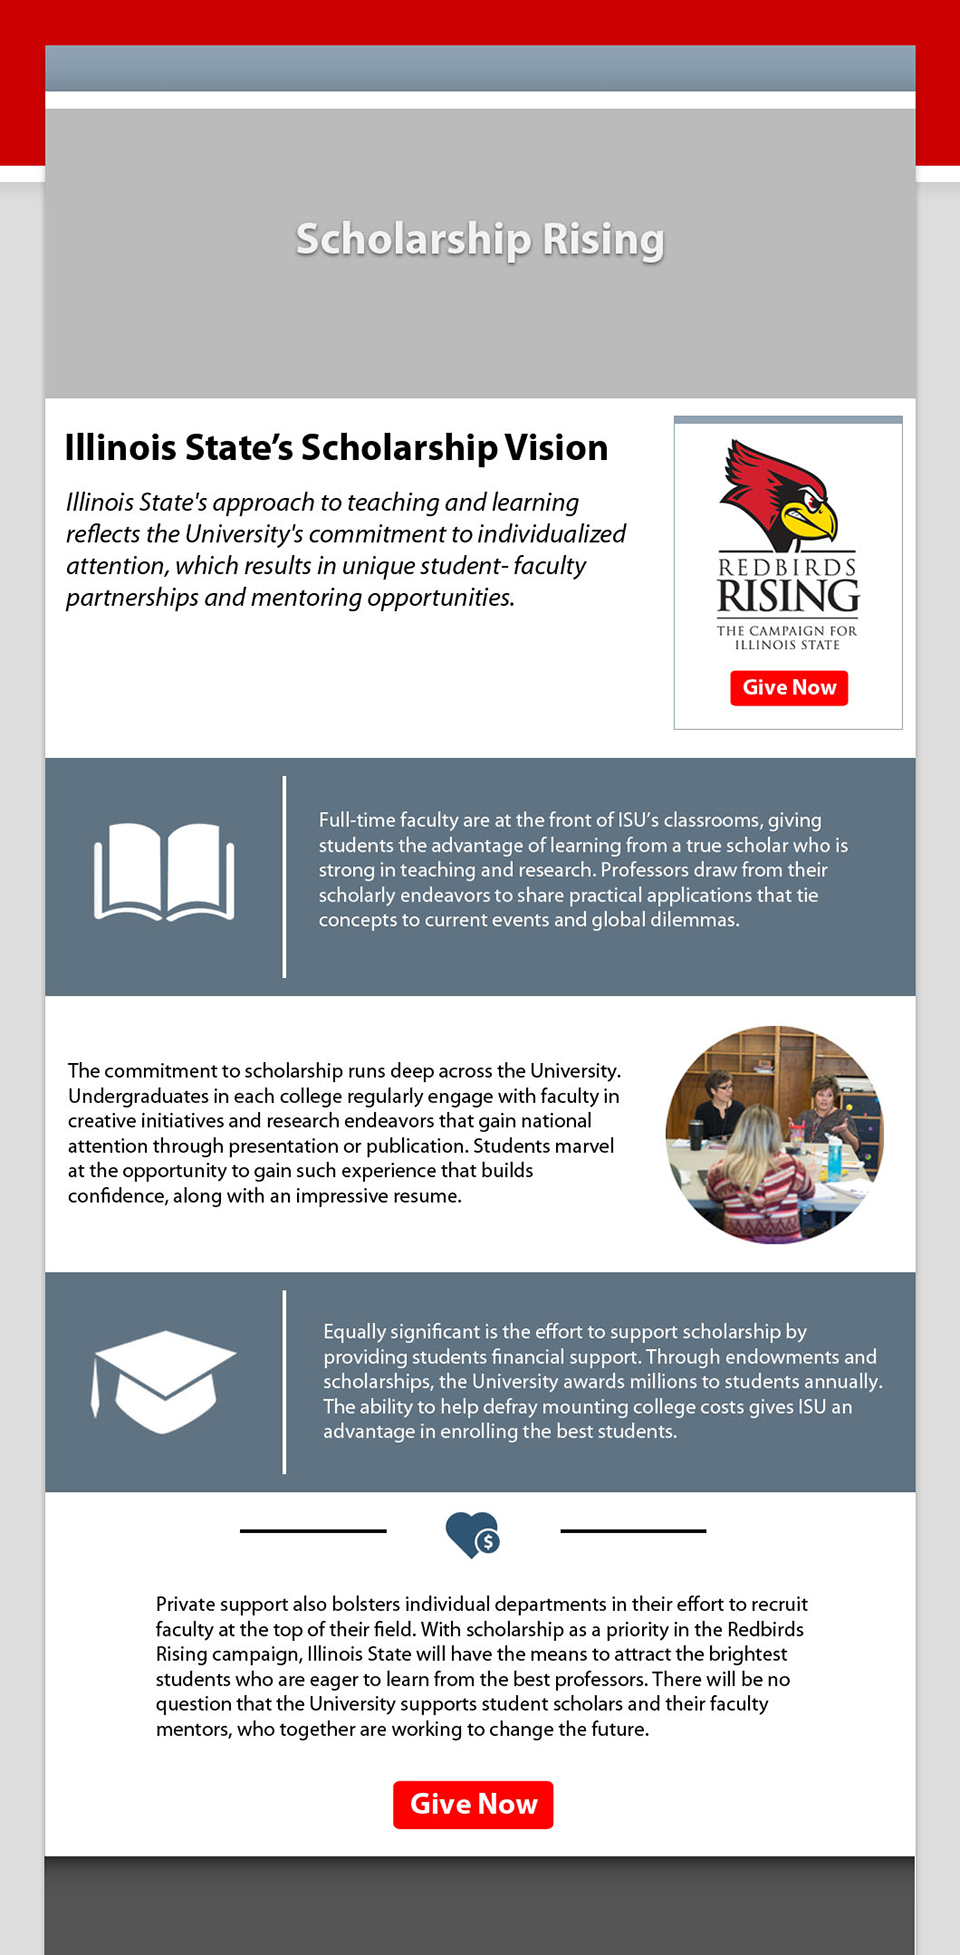 Scholarship Rising
Illinois State’s Scholarship Vision
Illinois State's approach to teaching and learning
reflects the University's commitment to individualized
attention, which results in unique student- faculty
partnerships and mentoring opportunities.
REDBIRDS
RISING
THE CAMPAIGN FOR
ILLINOIS STATE
Give Now
Full-time faculty are at the front of ISU’s classrooms, giving
students the advantage of learning from a true scholar who is
strong in teaching and research. Professors draw from their
scholarly endeavors to share practical applications that tie
concepts to current events and global dilemmas.
The commitment to scholarship runs deep across the University.
Undergraduates in each college regularly engage with faculty in
creative initiatives and research endeavors that gain national
attention through presentation or publication. Students marvel
at the opportunity to gain such experience that builds
confidence, along with an impressive resume.
Equally significant is the effort to support scholarship by
providing students financial support. Through endowments and
scholarships, the University awards millions to students annually.
The ability to help defray mounting college costs gives ISU an
advantage in enrolling the best students.
$
Private support also bolsters individual departments in their effort to recruit
faculty at the top of their field. With scholarship as a priority in the Redbirds
Rising campaign, Illinois State will have the means to attract the brightest
students who are eager to learn from the best professors. There will be no
question that the University supports student scholars and their faculty
mentors, who together are working to change the future.
Give Now